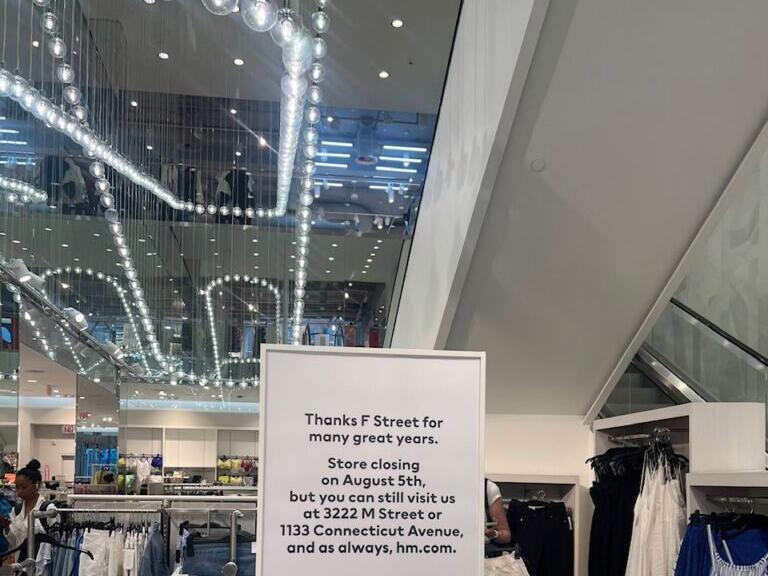 Thanks F Street for
many great years.
Store closing
on August 5th,
but you can still visit us
at 3222 M Street or
1133 Connecticut Avenue,
and as always, hm.com.